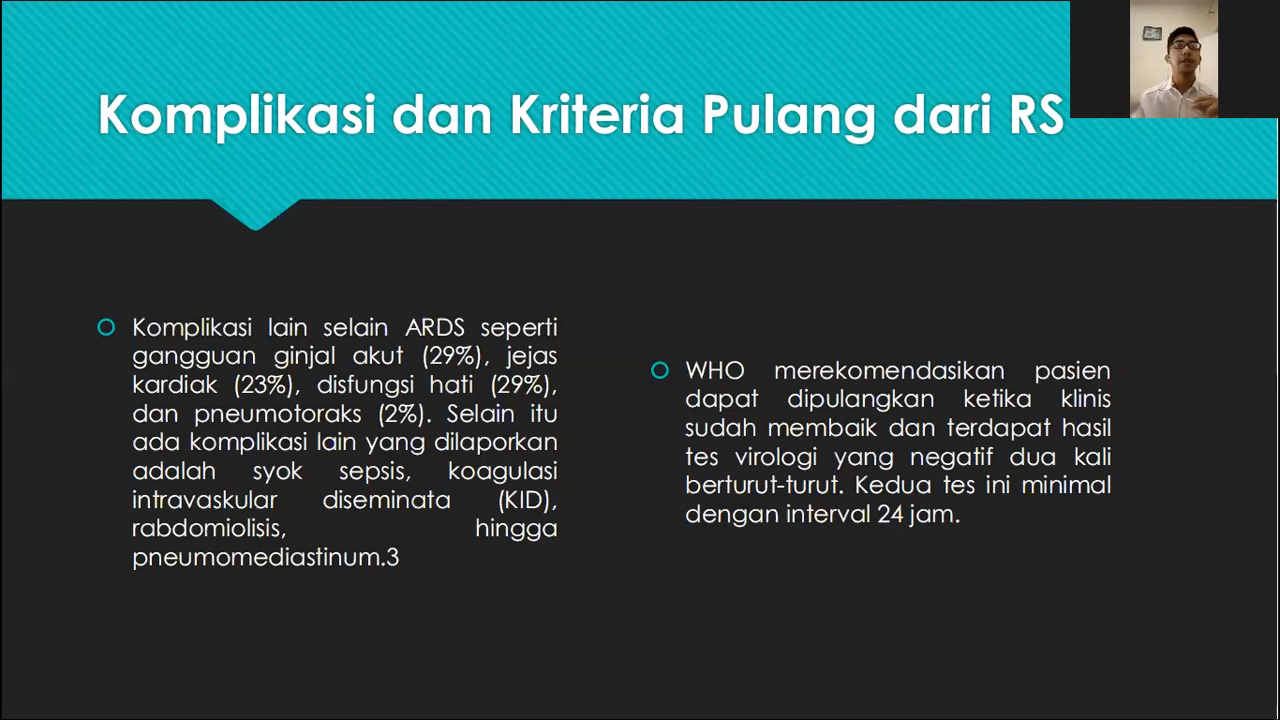 Komplikasi dan Kriteria Pulang dari RS
Komplikasi lain selain ARDS seperti
gangguan ginjal akut (29%), jejas
kardiak (23%), disfungsi hati (29%),
dan pneumotoraks (2%). Selain itu
ada komplikasi lain yang dilaporkan
adalah syok sepsis, koagulasi
intravaskular diseminata (KID),
rabdomiolisis, hingga
pneumomediastinum.3
WHO merekomendasikan pasien
dapat dipulangkan ketika klinis
sudah membaik dan terdapat hasil
tes virologi yang negatif dua kali
berturut-turut. Kedua tes ini minimal
dengan interval 24 jam.